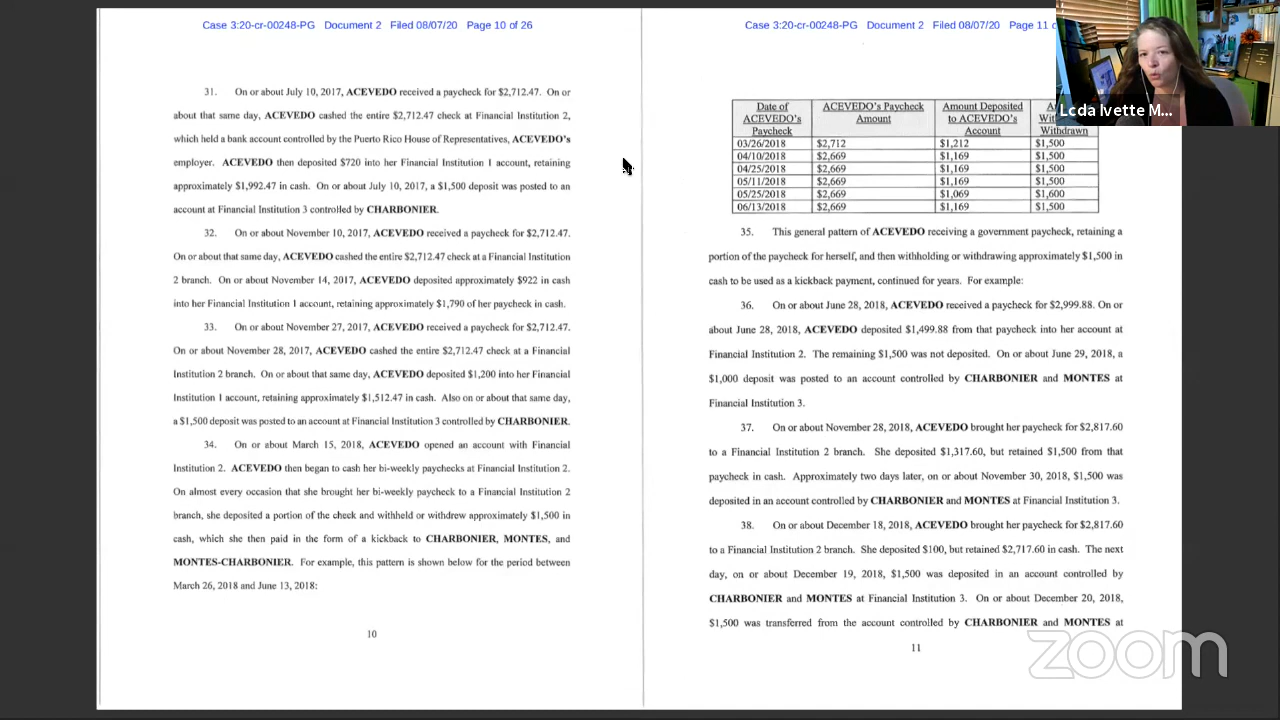 Case 3:20-cr-00248-PG Document 2 Filed 08/07/20 Page 10 of 26
31. On or about July 10, 2017, ACEVEDO received a paycheck for $2,712.47. On or
about that same day, ACEVEDO cashed the entire $2,712.47 check at Financial Institution 2,
which held a bank account controlled by the Puerto Rico House of Representatives, ACEVEDO's
employer. ACEVEDO then deposited $720 into her Financial Institution 1 account, retaining
approximately $1,992.47 in cash. On or about July 10, 2017, a $1,500 deposit was posted to an
account at Financial Institution 3 controlled by CHARBONIER.
32. On or about November 10, 2017, ACEVEDO received a paycheck for $2,712.47.
On or about that same day, ACEVEDO cashed the entire $2,712.47 check at a Financial Institution
2 branch. On or about November 14, 2017, ACEVEDO deposited approximately $922 in cash
into her Financial Institution 1 account, retaining approximately $1,790 of her paycheck in cash.
33. On or about November 27, 2017, ACEVEDO received a paycheck for $2,712.47.
On or about November 28, 2017, ACEVEDO cashed the entire $2,712.47 check at a Financial
Institution 2 branch. On or about that same day, ACEVEDO deposited $1,200 into her Financial
Institution 1 account, retaining approximately $1,512.47 in cash. Also on or about that same day,
a $1,500 deposit was posted to an account at Financial Institution 3 controlled by CHARBONIER.
34. On or about March 15, 2018, ACEVEDO opened an account with Financial
Institution 2. ACEVEDO then began to cash her bi-weekly paychecks at Financial Institution 2.
On almost every occasion that she brought her bi-weekly paycheck to a Financial Institution 2
branch, she deposited a portion of the check and withheld or withdrew approximately $1,500 in
cash, which she then paid in the form of a kickback to CHARBONIER, MONTES, and
MONTES-CHARBONIER. For example, this pattern is shown below for the period between
March 26, 2018 and June 13, 2018:
10
Case 3:20-cr-00248-PG Document 2 Filed 08/07/20 Page 11
Lcda Ivette M...
Date of ACEVEDO's Paycheck Amount Deposited
ACEVEDO's Amount to ACEVEDO's
Paycheck Account Withdrawn
03/26/2018 $2,712 $1,212 $1,500
04/10/2018 $2,669 $1,169 $1,500
04/25/2018 $2,669 $1,169 $1,500
05/11/2018 $2,669 $1,169 $1,500
05/25/2018 $2,669 $1,069 $1,600
06/13/2018 $2,669 $1,169 $1,500
35. This general pattern of ACEVEDO receiving a government paycheck, retaining a
portion of the paycheck for herself, and then withholding or withdrawing approximately $1,500 in
cash to be used as a kickback payment, continued for years. For example:
36. On or about June 28, 2018, ACEVEDO received a paycheck for $2,999.88. On or
about June 28, 2018, ACEVEDO deposited $1,499.88 from that paycheck into her account at
Financial Institution 2. The remaining $1,500 was not deposited. On or about June 29, 2018, a
$1,000 deposit was posted to an account controlled by CHARBONIER and MONTES at
Financial Institution 3.
37. On or about November 28, 2018, ACEVEDO brought her paycheck for $2,817.60
to a Financial Institution 2 branch. She deposited $1,317.60, but retained $1,500 from that
paycheck in cash. Approximately two days later, on or about November 30, 2018, $1,500 was
deposited in an account controlled by CHARBONIER and MONTES at Financial Institution 3.
38. On or about December 18, 2018, ACEVEDO brought her paycheck for $2,817.60
to a Financial Institution 2 branch. She deposited $100, but retained $2,717.60 in cash. The next
day, on or about December 19, 2018, $1,500 was deposited in an account controlled by
CHARBONIER and MONTES at Financial Institution 3. On or about December 20, 2018,
$1,500 was transferred from the account controlled by CHARBONIER and MONTES at
11
zoom